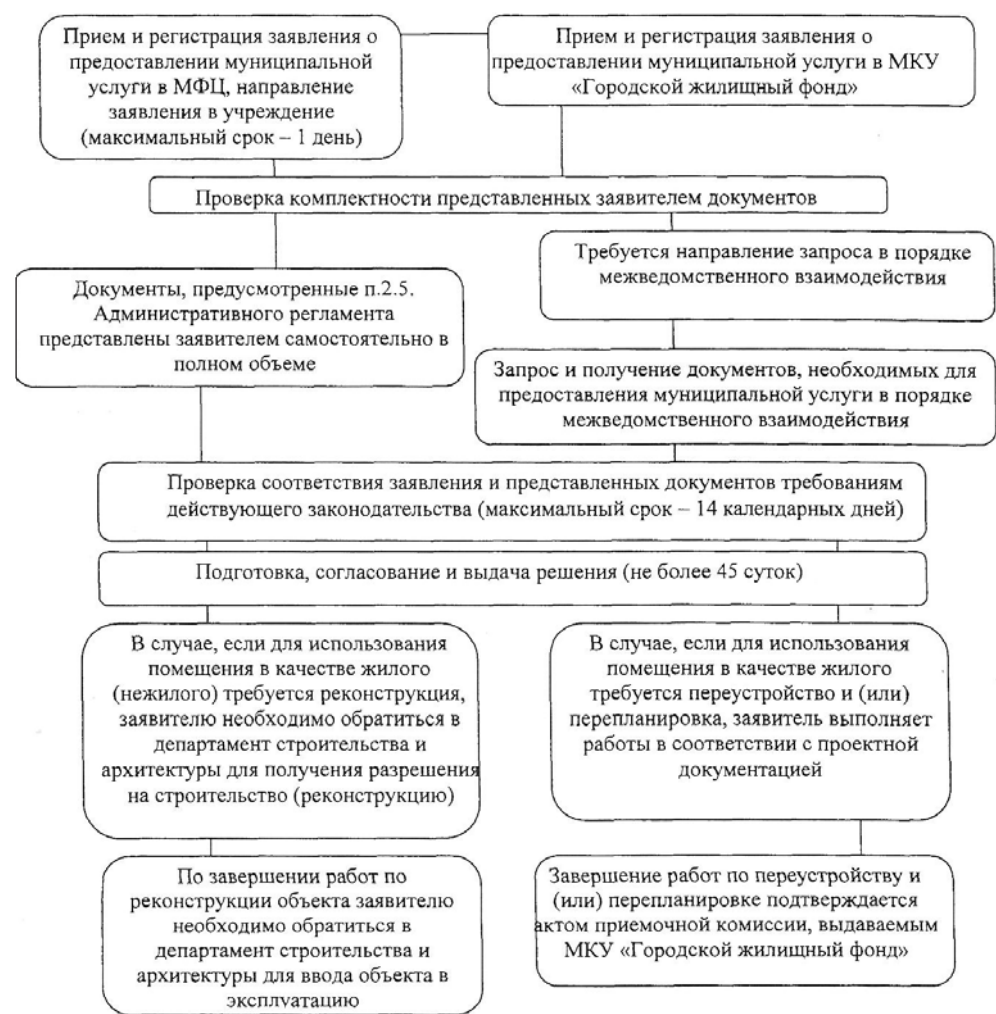 Прием и регистрация заявления о
предоставлении муниципальной
услуги в МФЦ, направление
заявления в учреждение
(максимальный срок – 1 день)
Прием и регистрация заявления о
предоставлении муниципальной услуги в МКУ
«Городской жилищный фонд»
Проверка комплектности представленных заявителем документов
Документы, предусмотренные п.2.5.
Административного регламента
представлены заявителем самостоятельно в
полном объеме
Требуется направление запроса в порядке
межведомственного взаимодействия
Запрос и получение документов, необходимых для
предоставления муниципальной услуги в порядке
межведомственного взаимодействия
Проверка соответствия заявления и представленных документов требованиям
действующего законодательства (максимальный срок – 14 календарных дней)
Подготовка, согласование и выдача решения (не более 45 суток)
В случае, если для использования
помещения в качестве жилого
(нежилого) требуется реконструкция,
заявителю необходимо обратиться в
департамент строительства и
архитектуры для получения разрешения
на строительство (реконструкцию)
В случае, если для использования
помещения в качестве жилого
требуется переустройство и (или)
перепланировка, заявитель выполняет
работы в соответствии с проектной
документацией
По завершении работ по
реконструкции объекта заявителю
необходимо обратиться в
департамент строительства и
архитектуры для ввода объекта в
эксплуатацию
Завершение работ по переустройству и
(или) перепланировке подтверждается
актом приемочной комиссии, выдаваемым
МКУ «Городской жилищный фонд»